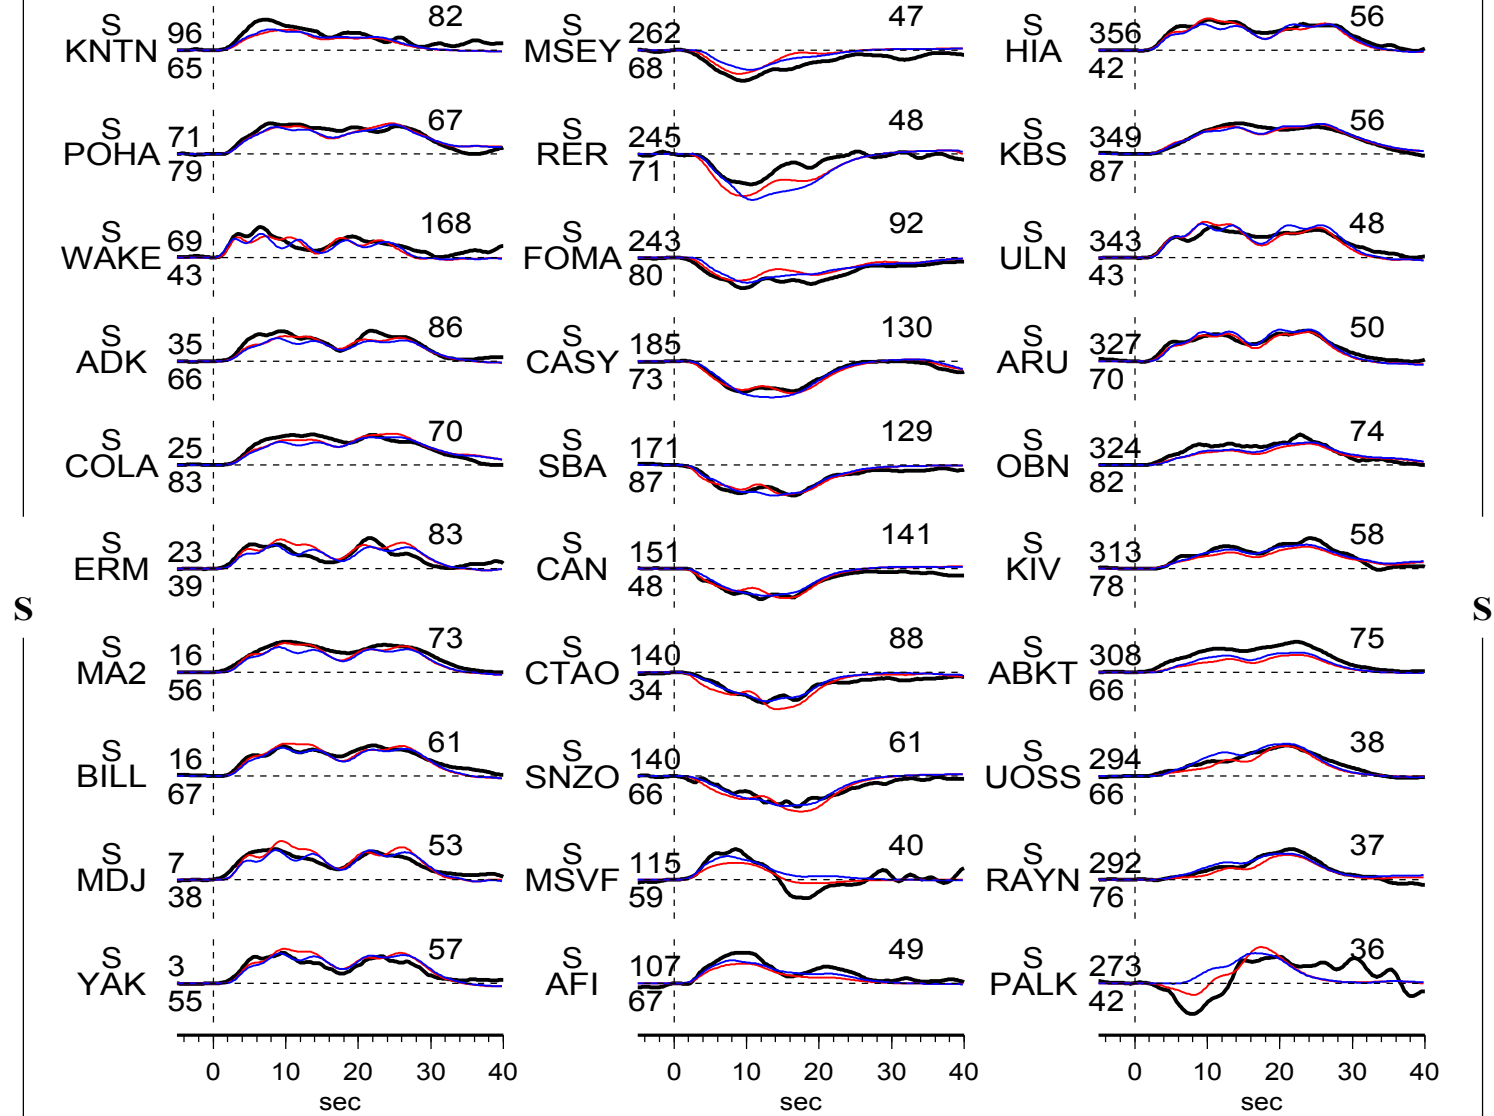 S
KNTN
96
65
82
S
MSEY
262
68
47
S
HIA
356
42
56
S
POHA
71
79
67
S
RER
245
71
48
S
KBS
349
87
56
S
WAKE
69
43
168
S
FOMA
243
80
92
S
ULN
343
43
48
S
ADK
35
66
86
S
CASY
185
73
130
S
ARU
327
70
50
S
COLA
25
83
70
S
SBA
171
87
129
S
OBN
324
82
74
S
ERM
23
39
83
S
CAN
151
48
141
S
KIV
313
78
58
S
S
S
MA2
16
56
73
S
CTAO
140
34
88
S
ABKT
308
66
75
S
BILL
16
67
61
S
SNZO
140
66
61
S
UOSS
294
66
38
S
MDJ
7
38
53
S
MSVF
115
59
40
S
RAYN
292
76
37
S
YAK
3
55
57
S
AFI
107
67
49
S
PALK
273
42
36
0 10 20 30 40
sec
0 10 20 30 40
sec
0 10 20 30 40
sec